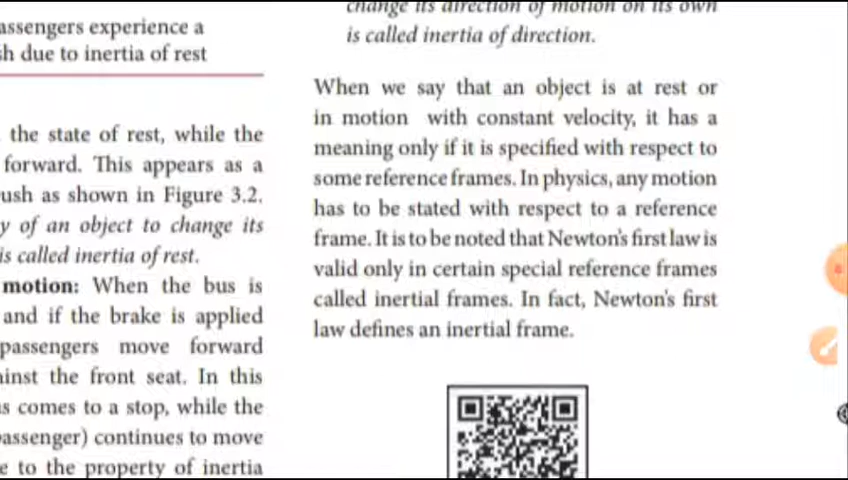 assengers experience a
sh due to inertia of rest
the state of rest, while the
forward. This appears as a
ush as shown in Figure 3.2.
y of an object to change its
is called inertia of rest.
motion: When the bus is
and if the brake is applied
passengers move forward
ainst the front seat. In this
s comes to a stop, while the
passenger) continues to move
e to the property of inertia
change its direction of motion on its own
is called inertia of direction.
When we say that an object is at rest or
in motion with constant velocity, it has a
meaning only if it is specified with respect to
some reference frames. In physics, any motion
has to be stated with respect to a reference
frame. It is to be noted that Newton's first law is
valid only in certain special reference frames
called inertial frames. In fact, Newton's first
law defines an inertial frame.